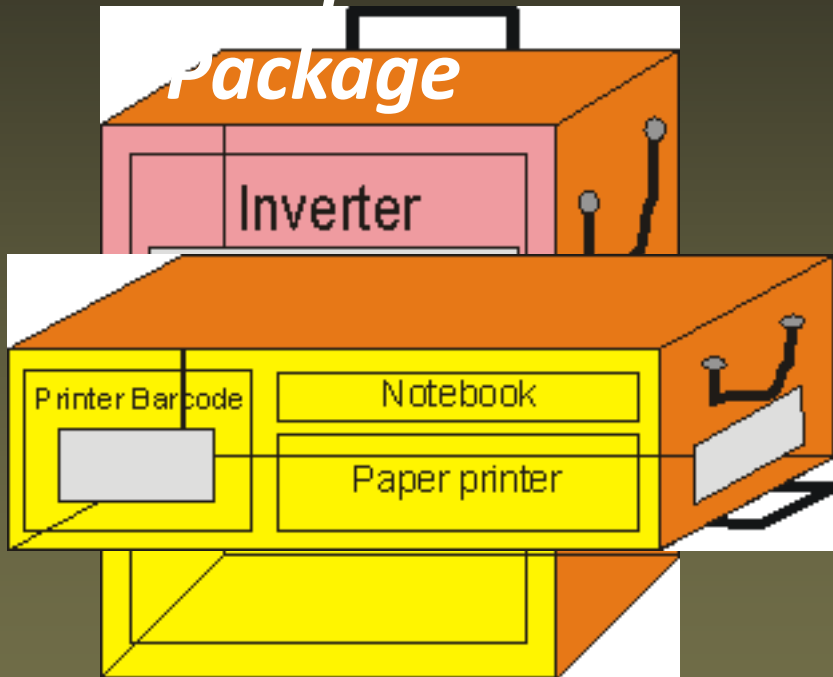 Package
Inverter
Printer Barcode
Notebook
Paper printer